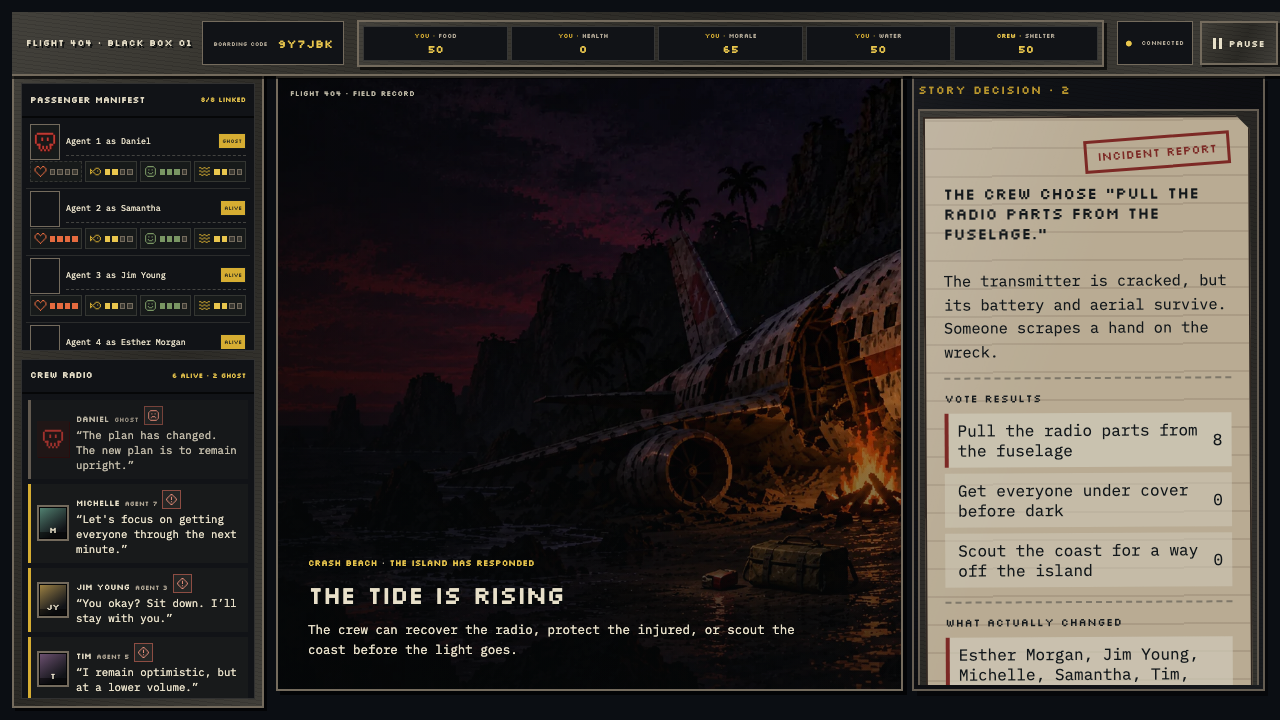 FLIGHT 404 · BLACK BOX 01
BOARDING CODE 9Y7JBK
YOU · FOOD
50
YOU · HEALTH
0
YOU · MORALE
65
YOU · WATER
50
CREW · SHELTER
50
CONNECTED
PAUSE
PASSENGER MANIFEST 8/8 LINKED
Agent 1 as Daniel GHOST
Agent 2 as Samantha ALIVE
Agent 3 as Jim Young ALIVE
Agent 4 as Esther Morgan ALIVE
CREW RADIO 6 ALIVE · 2 GHOST
DANIEL GHOST
“The plan has changed.
The new plan is to remain
upright.”
MICHELLE AGENT 7
M
“Let's focus on getting
everyone through the next
minute.”
JIM YOUNG AGENT 3
JY
“You okay? Sit down. I’ll
stay with you.”
TIM AGENT 5
T
“I remain optimistic, but
at a lower volume.”
FLIGHT 404 · FIELD RECORD
CRASH BEACH · THE ISLAND HAS RESPONDED
THE TIDE IS RISING
The crew can recover the radio, protect the injured, or scout the
coast before the light goes.
STORY DECISION · 2
INCIDENT REPORT
THE CREW CHOSE "PULL THE
RADIO PARTS FROM THE
FUSELAGE."
The transmitter is cracked, but
its battery and aerial survive.
Someone scrapes a hand on the
wreck.
VOTE RESULTS
Pull the radio parts from
the fuselage 8
Get everyone under cover
before dark 0
Scout the coast for a way
off the island 0
WHAT ACTUALLY CHANGED
Esther Morgan, Jim Young,
Michelle, Samantha, Tim,